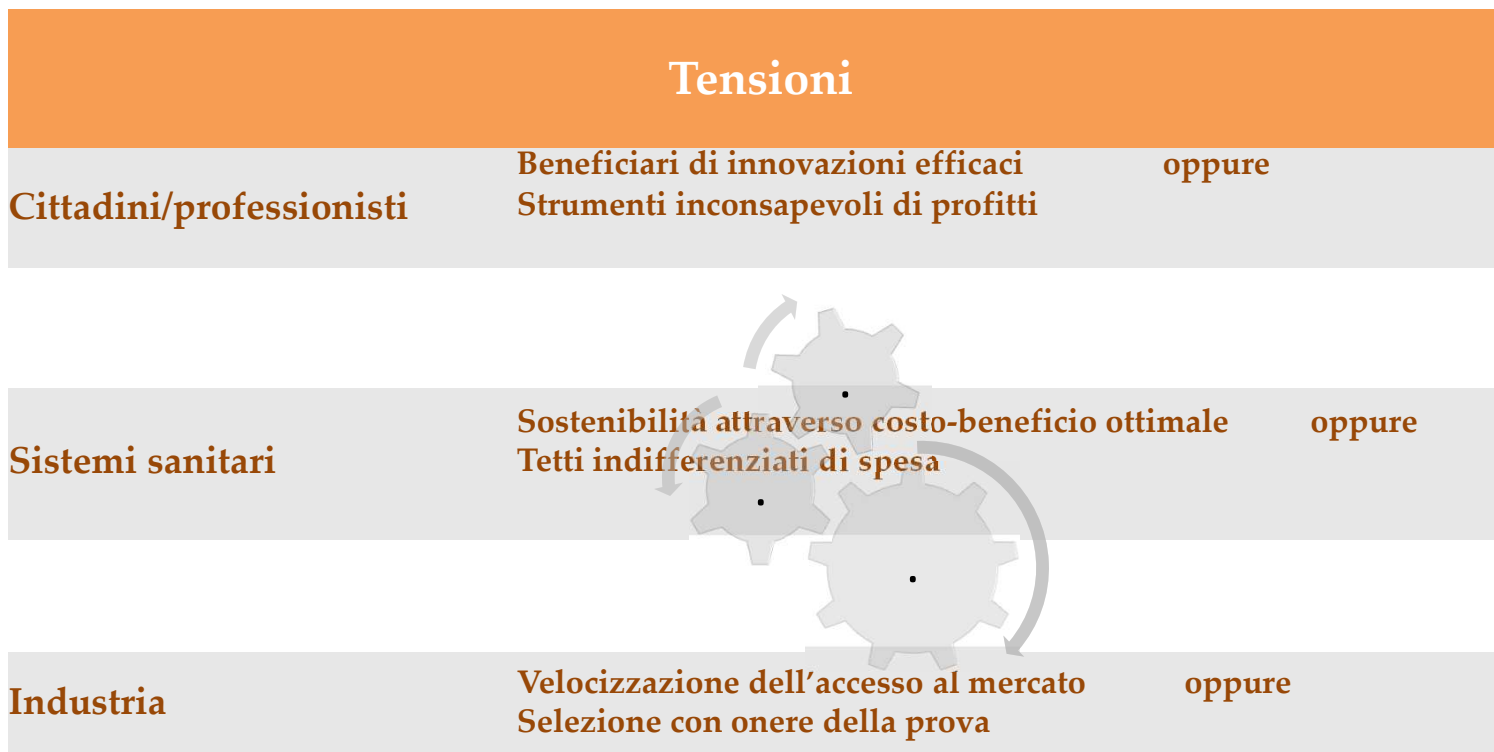 Tensioni
Cittadini/professionisti
Beneficiari di innovazioni efficaci oppure
Strumenti inconsapevoli di profitti
Sistemi sanitari
Sostenibilità attraverso costo-beneficio ottimale oppure
Tetti indifferenziati di spesa
Industria
Velocizzazione dell’accesso al mercato oppure
Selezione con onere della prova